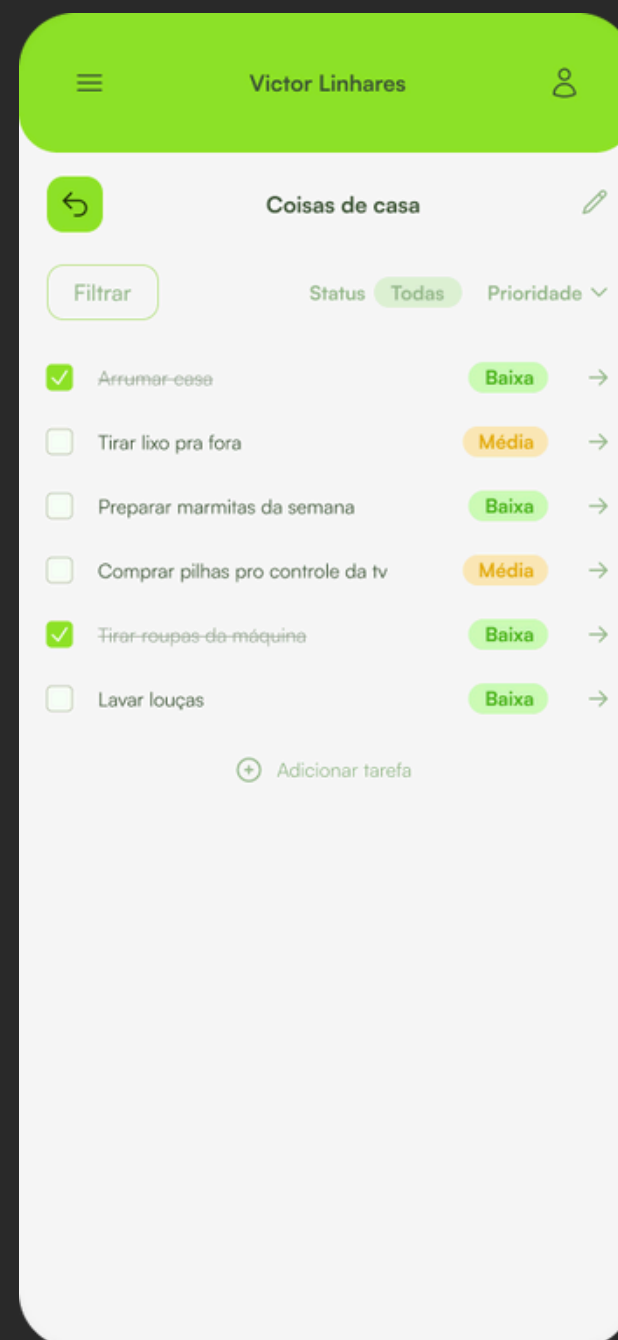 Victor Linhares
Coisas de casa
Filtrar Status Todas Prioridade
Arrumar casa Baixa
Tirar lixo pra fora Média
Preparar marmitas da semana Baixa
Comprar pilhas pro controle da tv Média
Tirar roupas da máquina Baixa
Lavar louças Baixa
Adicionar tarefa